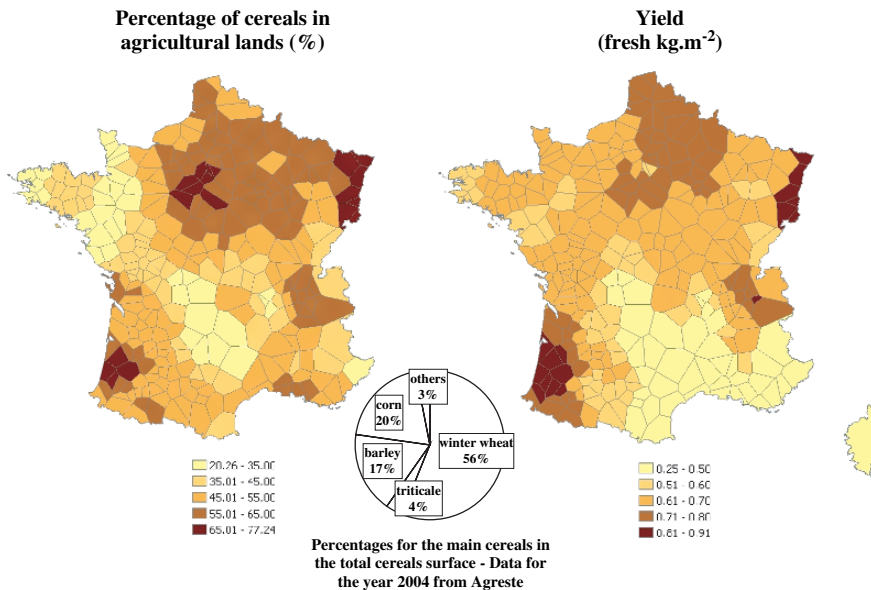 Percentage of cereals in
agricultural lands (%)
Yield
(fresh kg.m-2)
20.26 - 35.00
35.01 - 45.00
45.01 - 55.00
55.01 - 65.00
65.01 - 77.24
others
3%
corn
20%
winter wheat
56%
barley
17%
triticale
4%
0.25 - 0.50
0.51 - 0.60
0.61 - 0.70
0.71 - 0.80
0.81 - 0.91
Percentages for the main cereals in
the total cereals surface - Data for
the year 2004 from Agreste